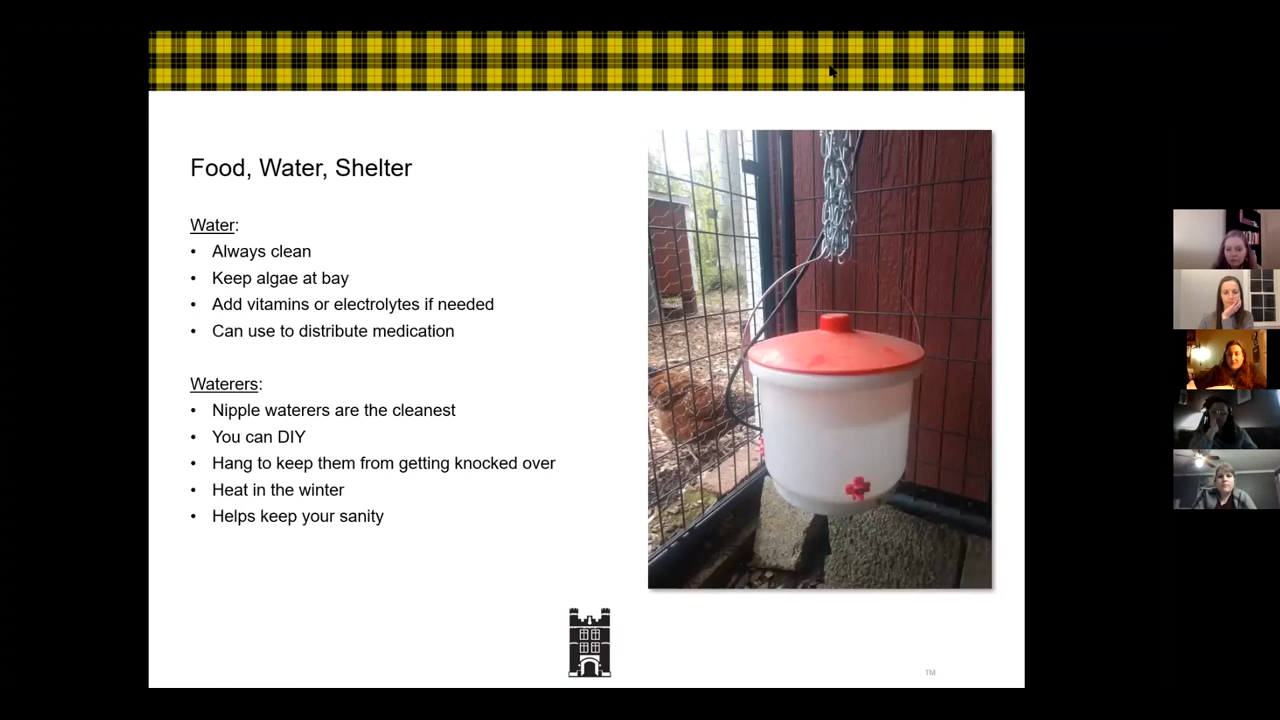 Food, Water, Shelter
Water:
• Always clean
• Keep algae at bay
• Add vitamins or electrolytes if needed
• Can use to distribute medication
Waterers:
• Nipple waterers are the cleanest
• You can DIY
• Hang to keep them from getting knocked over
• Heat in the winter
• Helps keep your sanity
TM